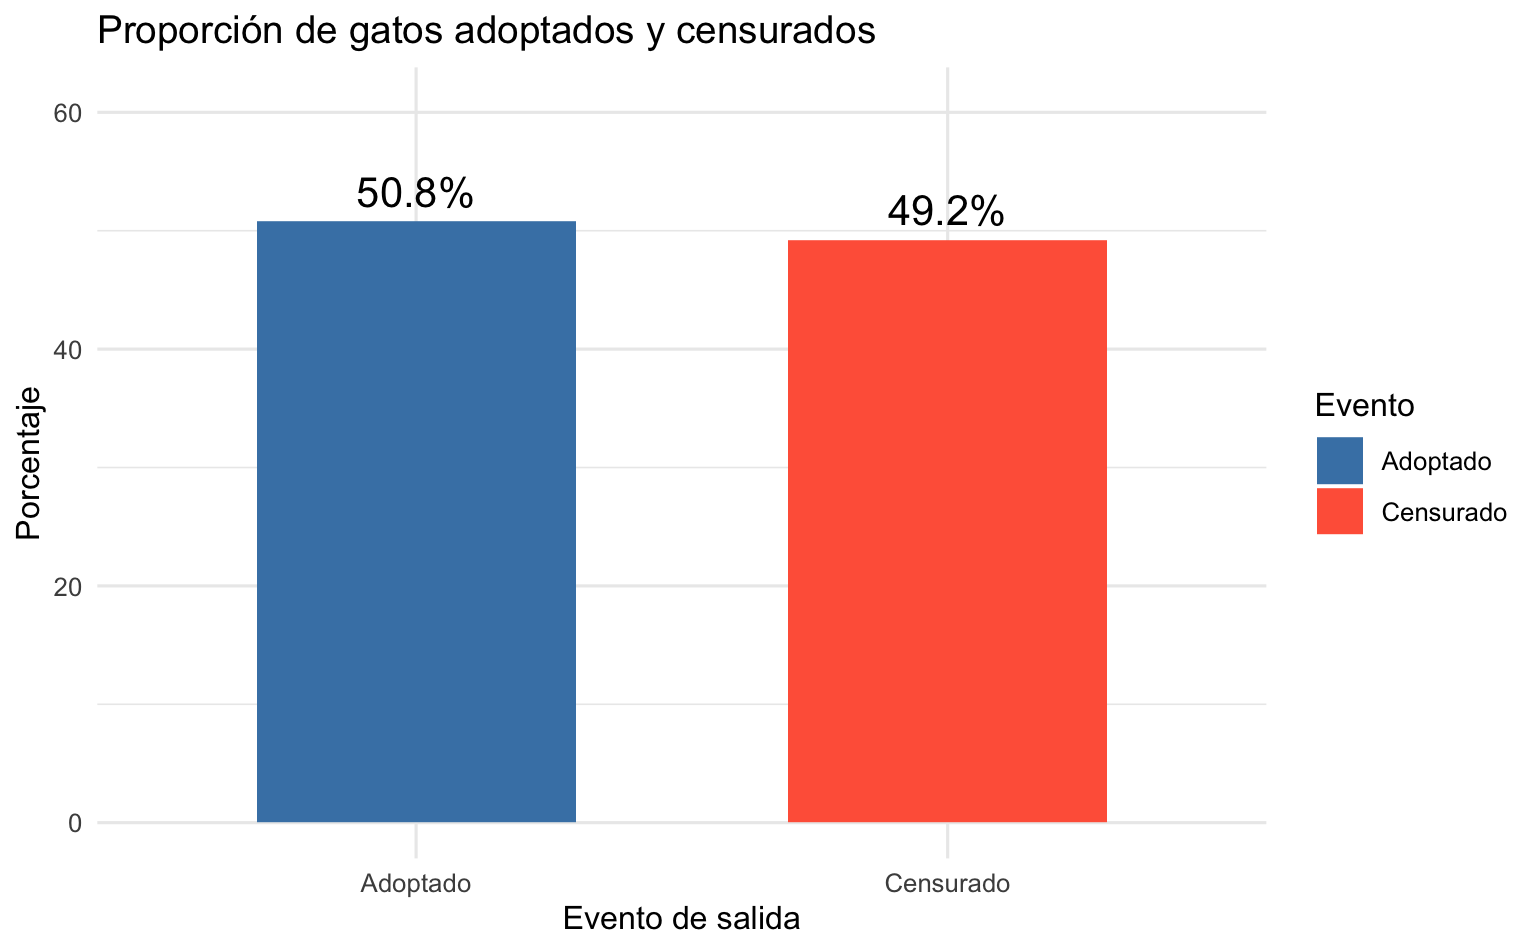 Proporción de gatos adoptados y censurados
60
50.8%
49.2%
40
20
0
Porcentaje
Adoptado
Censurado
Evento de salida
Evento
Adoptado
Censurado